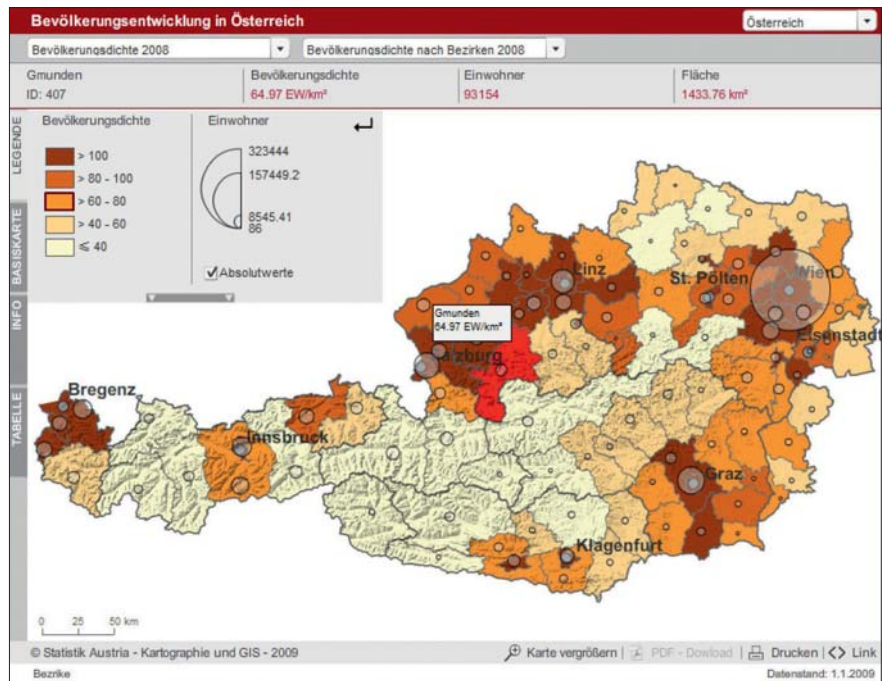 Bevölkerungsentwicklung in Österreich
Österreich
Bevölkerungsdichte 2008
Bevölkerungsdichte nach Bezirken 2008
Gmunden
ID: 407
Bevölkerungsdichte
64.97 EW/km²
Einwohner
93154
Fläche
1433.76 km²
LEGENDE
BASISKARTE
INFO
TABELLE
Bevölkerungsdichte
> 100
> 80 - 100
> 60 - 80
> 40 - 60
≤ 40
Einwohner
323444
157449.2
8545.41
86
Absolutwerte
Linz
St. Pölten
Wien
Gmunden
64.97 EW/km²
alzburg
Eisenstadt
Bregenz
Innsbruck
Graz
Klagenfurt
0 25 50 km
© Statistik Austria - Kartographie und GIS - 2009
Karte vergrößern | PDF - Dowload | Drucken | <> Link
Bezrike
Datenstand: 1.1.2009